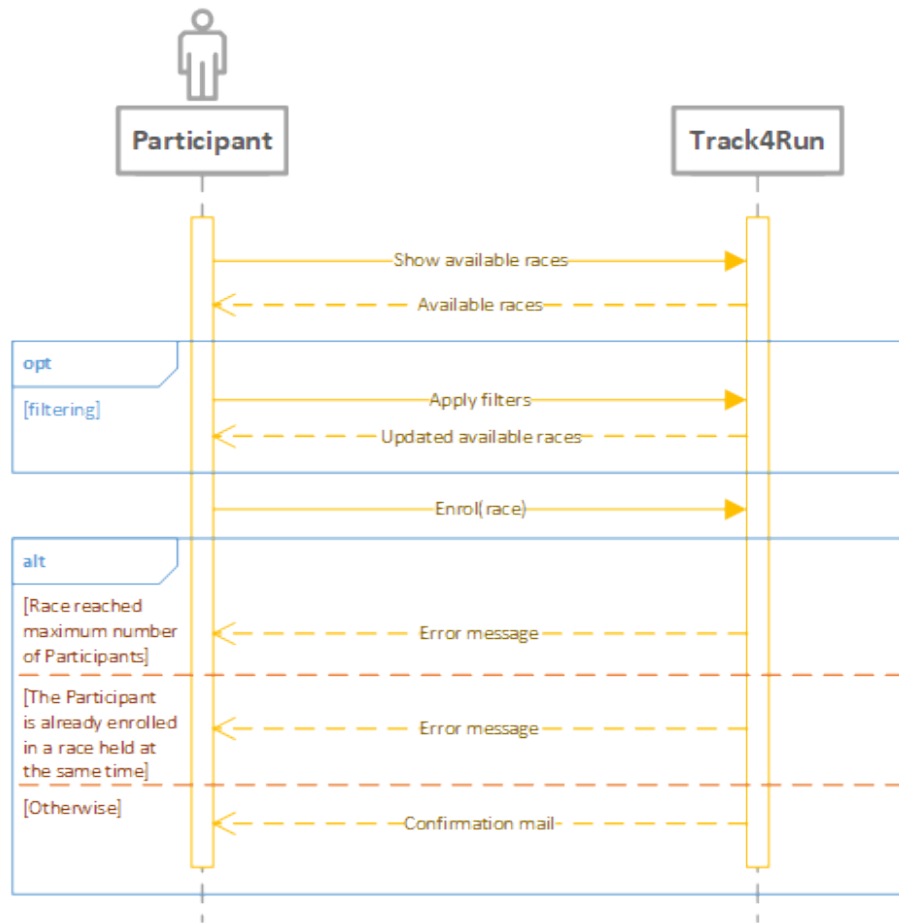 Participant
Track4Run
Show available races
Available races
opt
[filtering]
Apply filters
Updated available races
Enrol(race)
alt
[Race reached
maximum number
of Participants]
Error message
[The Participant
is already enrolled
in a race held at
the same time]
Error message
[Otherwise]
Confirmation mail